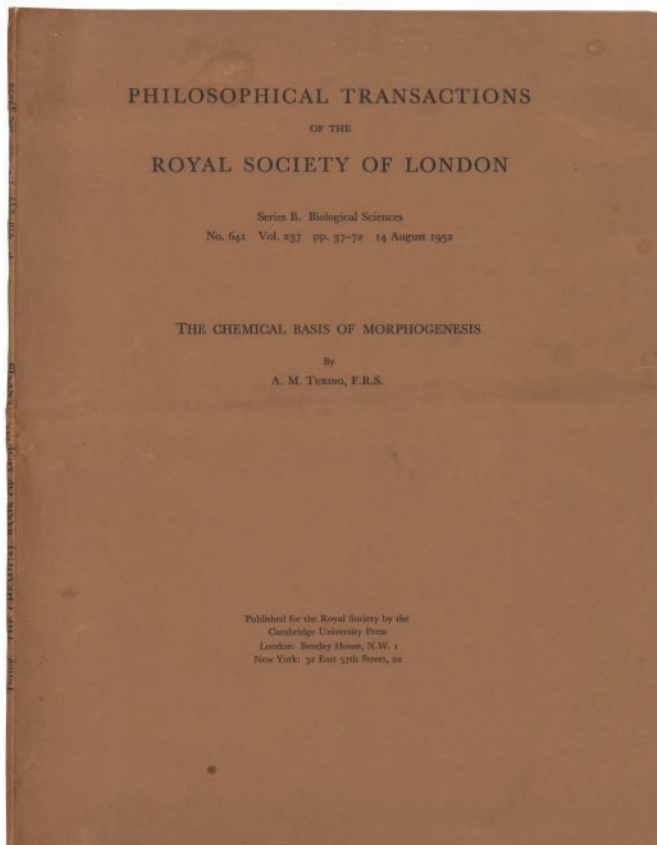 PHILOSOPHICAL TRANSACTIONS
OF THE
ROYAL SOCIETY OF LONDON
Series B. Biological Sciences
No. 641 Vol. 237 pp. 37-72 14 August 1952
THE CHEMICAL BASIS OF MORPHOGENESIS
By
A. M. TURING, F.R.S.
Published for the Royal Society by the
Cambridge University Press
London: Bentley House, N.W. 1
New York: 32 East 57th Street, 22